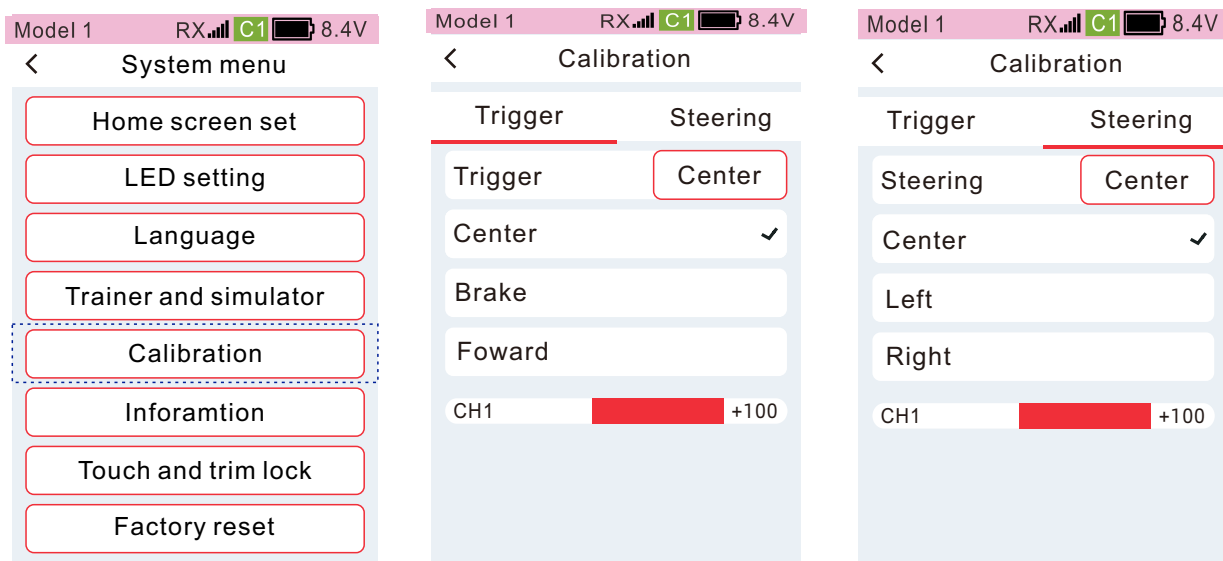 Model 1 RX C1 8.4V
System menu
Home screen set
LED setting
Language
Trainer and simulator
Calibration
Inforamtion
Touch and trim lock
Factory reset
Model 1 RX C1 8.4V
Calibration
Trigger Steering
Trigger Center
Center
Brake
Foward
CH1 +100
Model 1 RX C1 8.4V
Calibration
Trigger Steering
Steering Center
Center
Left
Right
CH1 +100